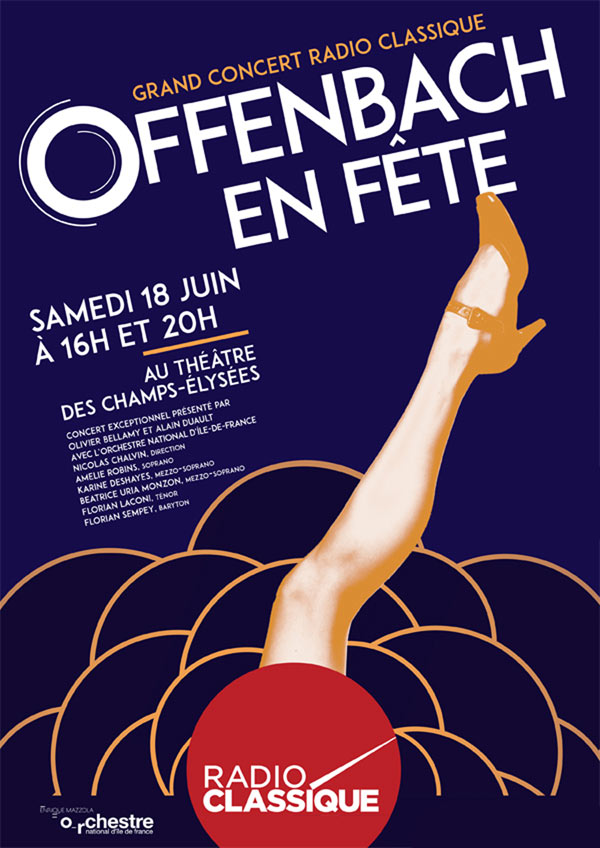 GRAND CONCERT RADIO CLASSIQUE
OFFENBACH
EN FÊTE
SAMEDI 18 JUIN
À 16H ET 20H
AU THÉÂTRE
DES CHAMPS-ÉLYSÉES
CONCERT EXCEPTIONNEL PRÉSENTÉ PAR
OLIVIER BELLAMY ET ALAIN DUAULT
AVEC L'ORCHESTRE NATIONAL D'ÎLE-DE-FRANCE
NICOLAS CHALVIN, DIRECTION
AMELIE ROBINS, SOPRANO
KARINE DESHAYES, MEZZO-SOPRANO
BEATRICE URIA MONZON, MEZZO-SOPRANO
FLORIAN LACONI, TÉNOR
FLORIAN SEMPEY, BARYTON
RADIO
CLASSIQUE
ENRIQUE MAZZOLA
orchestre
national d'île de france